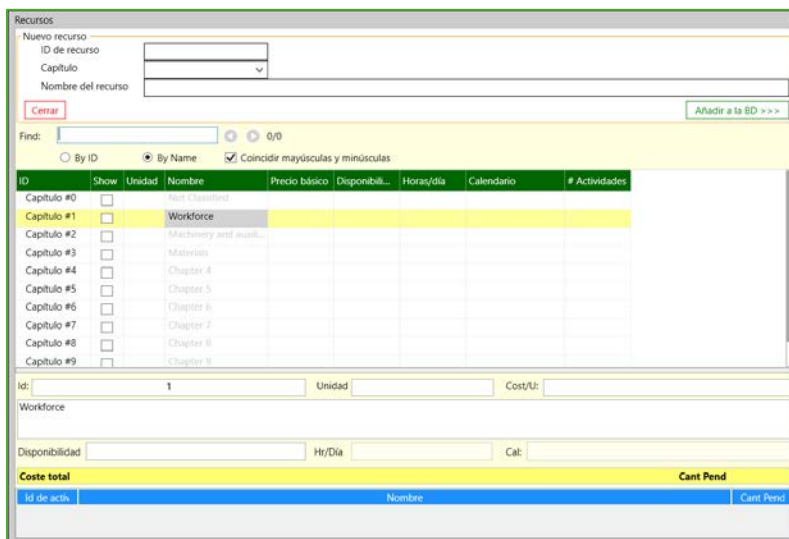 Recursos
Nuevo recurso
ID de recurso
Capítulo
Nombre del recurso
Cerrar
Añadir a la BD >>>
Find: 0/0
By ID By Name Coincidir mayúsculas y minúsculas
ID Show Unidad Nombre Precio básico Disponibili... Horas/día Calendario # Actividades
Capítulo #0 Not Classified
Capítulo #1 Workforce
Capítulo #2 Machinery and auxili...
Capítulo #3 Materials
Capítulo #4 Chapter 4
Capítulo #5 Chapter 5
Capítulo #6 Chapter 6
Capítulo #7 Chapter 7
Capítulo #8 Chapter 8
Capítulo #9 Chapter 9
Id: 1 Unidad Cost/U:
Workforce
Disponibilidad Hr/Día Cal:
Coste total Cant Pend
Id de activ Nombre Cant Pend